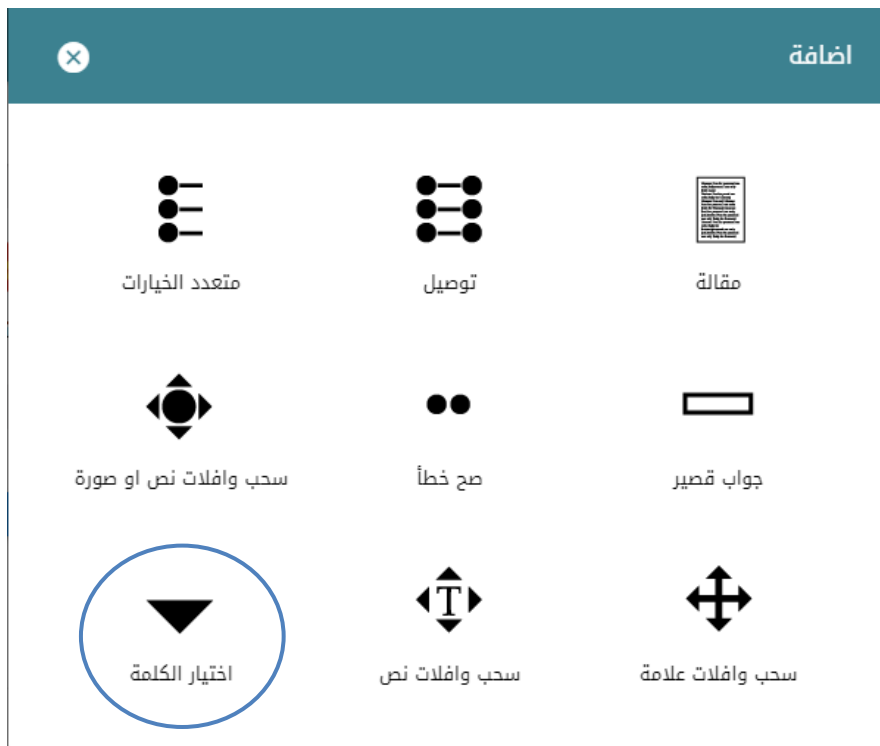 اضافة
مقالة
توصيل
متعدد الخيارات
جواب قصير
صح خطأ
سحب وافلات نص او صورة
سحب وافلات علامة
T
سحب وافلات نص
اختيار الكلمة